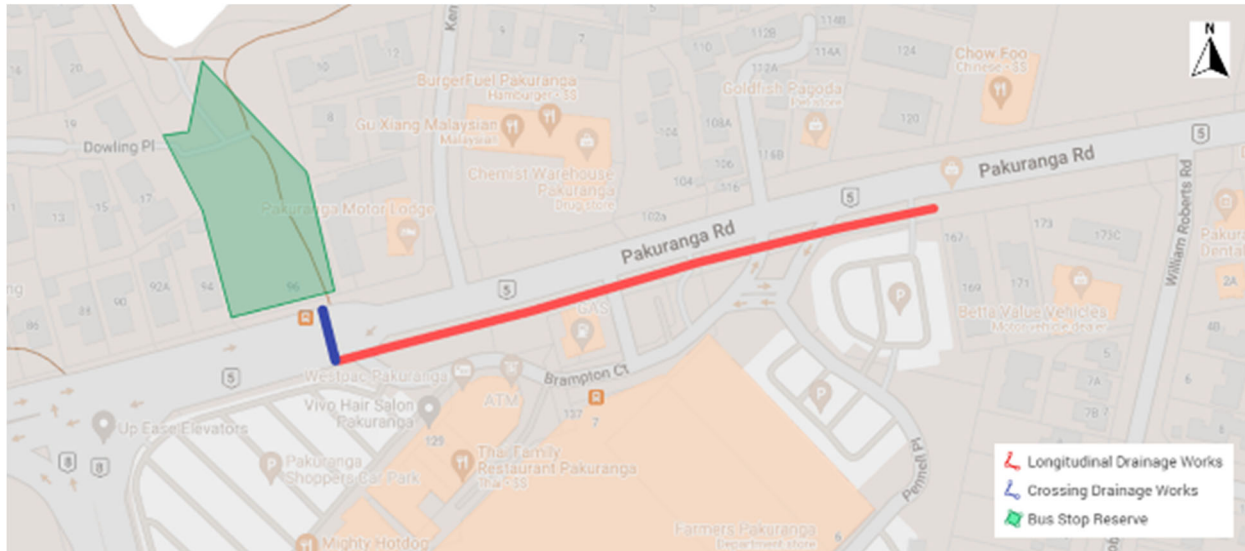 Ken
9
7
112B
114B
114A
112A
124
N
Chow Foo
Chinese - $$
20
10
12
110
BurgerFuel Pakuranga
Hamburger - $$
Goldfish Pagoda
Pet store
19
8
Gu Xiang Malaysian
Malaysian
104
108A
120
5
Dowling Pl
116B
Chemist Warehouse
Pakuranga
Drug store
106
104
116
Pakuranga Rd
15
17
13
Pakuranga Motor Lodge
102a
5
Pakuranga Rd
William Roberts Rd
167
173
173C
5
86
90
92A
94
96
GAS
169
171
Betta Value Vehicles
Motor vehicle dealer
2A
5
Westpac Pakuranga
Brampton Ct
P
Vivo Hair Salon
Pakuranga
ATM
137
7
P
5
7A
7B
6
4B
Up Ease Elevators
129
8
8
P
Pakuranga
Shoppers Car Park
Thai Family
Restaurant Pakuranga
Thai - $$
Pennell Pl
Longitudinal Drainage Works
Crossing Drainage Works
Bus Stop Reserve
Mighty Hotdog
Farmers Pakuranga
Department store
6